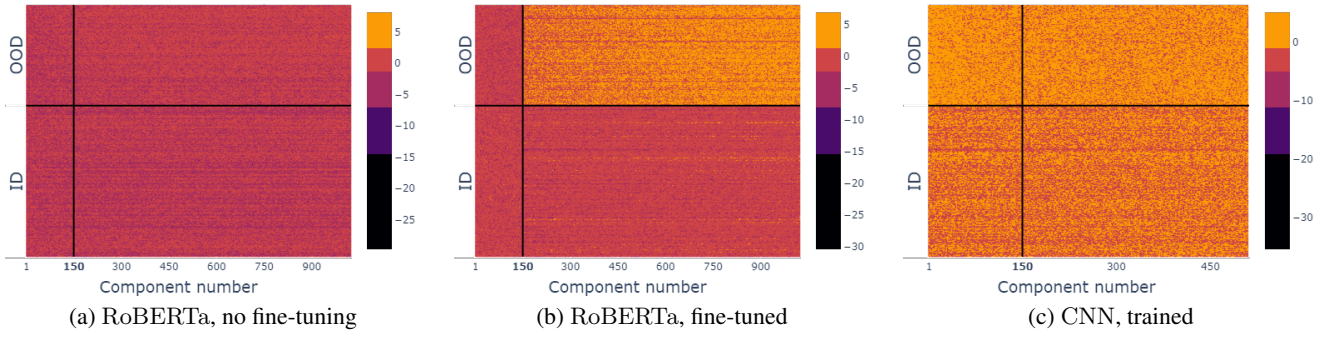 OOD
ID
5
0
−5
−10
−15
−20
−25
1 150 300 450 600 750 900
Component number
(a) RoBERTa, no fine-tuning
OOD
ID
5
0
−5
−10
−15
−20
−25
−30
1 150 300 450 600 750 900
Component number
(b) RoBERTa, fine-tuned
OOD
ID
0
−10
−20
−30
1 150 300 450
Component number
(c) CNN, trained